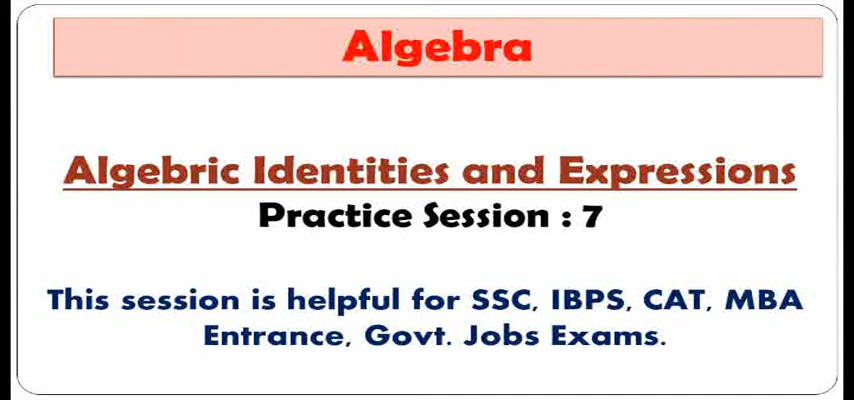 Algebra
Algebric Identities and Expressions
Practice Session : 7
This session is helpful for SSC, IBPS, CAT, MBA
Entrance, Govt. Jobs Exams.